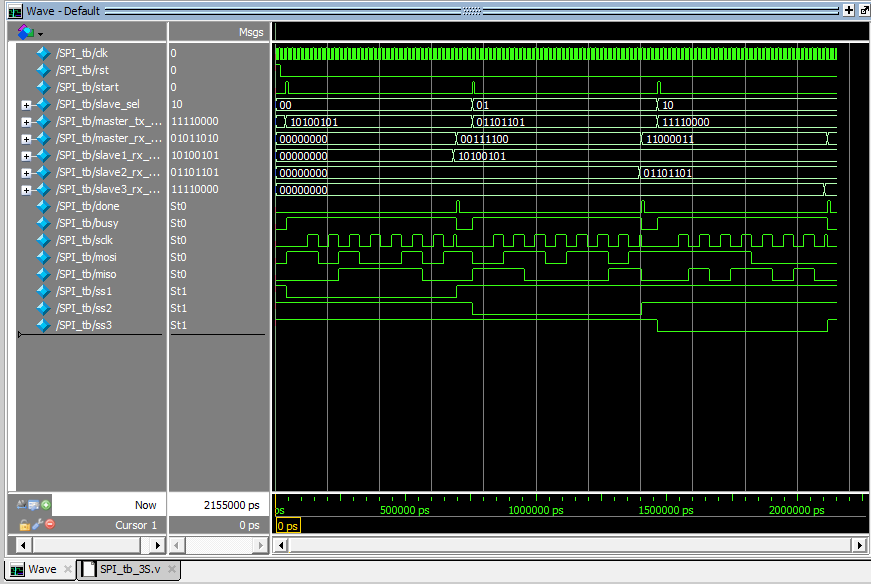 Wave - Default
Msgs
/SPI_tb/clk 0
/SPI_tb/rst 0
/SPI_tb/start 0
/SPI_tb/slave_sel 10 00 01 10
/SPI_tb/master_tx_... 11110000 10100101 01101101 11110000
/SPI_tb/master_rx_... 01011010 00000000 00111100 11000011
/SPI_tb/slave1_rx_... 10100101 00000000 10100101
/SPI_tb/slave2_rx_... 01101101 00000000 01101101
/SPI_tb/slave3_rx_... 11110000 00000000
/SPI_tb/done St0
/SPI_tb/busy St0
/SPI_tb/sclk St0
/SPI_tb/mosi St0
/SPI_tb/miso St0
/SPI_tb/ss1 St1
/SPI_tb/ss2 St1
/SPI_tb/ss3 St1
Now 2155000 ps ps 500000 ps 1000000 ps 1500000 ps 2000000 ps
Cursor 1 0 ps 0 ps
Wave SPI_tb_3S.v